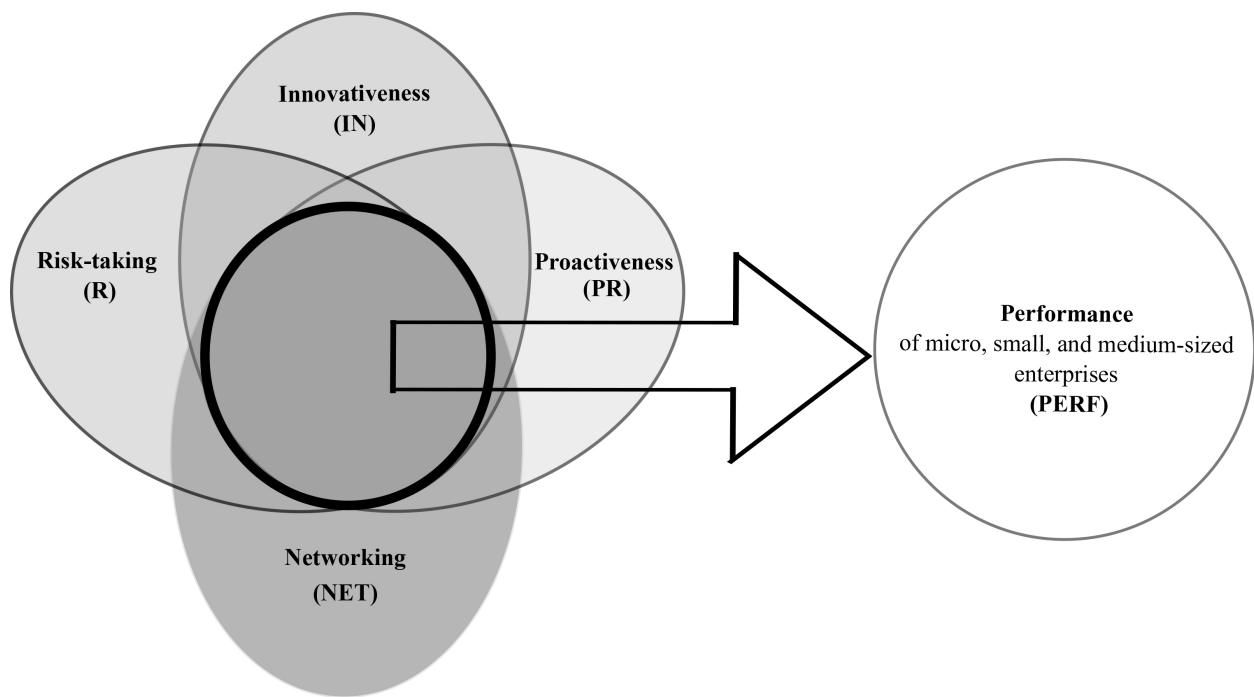 Innovativeness
(IN)
Risk-taking
(R)
Proactiveness
(PR)
Networking
(NET)
Performance
of micro, small, and medium-sized
enterprises
(PERF)